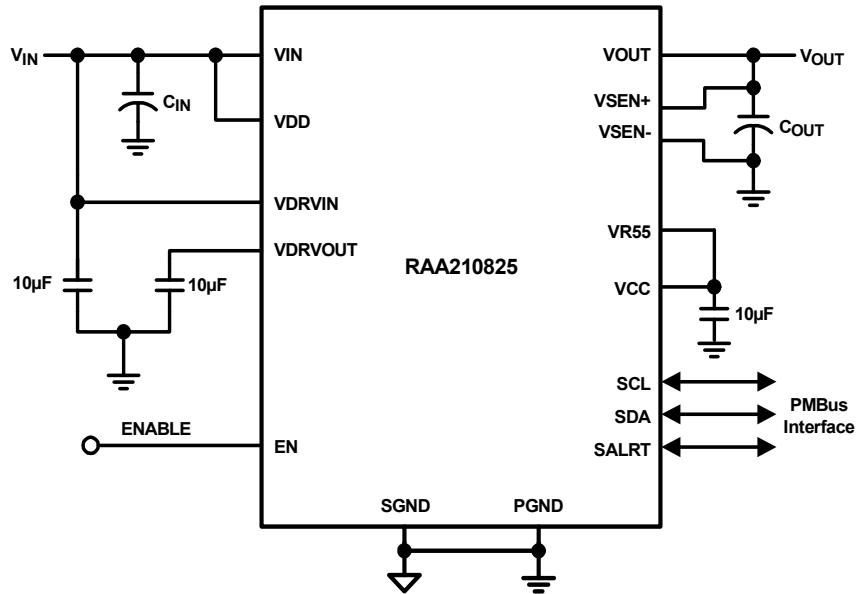 VIN
VIN
VOUT
VOUT
CIN
VSEN+
VDD
VSEN-
COUT
VDRVIN
VDRVOUT
VR55
RAA210825
10µF
10µF
VCC
10µF
SCL
SDA
PMBus
Interface
ENABLE
EN
SALRT
SGND
PGND